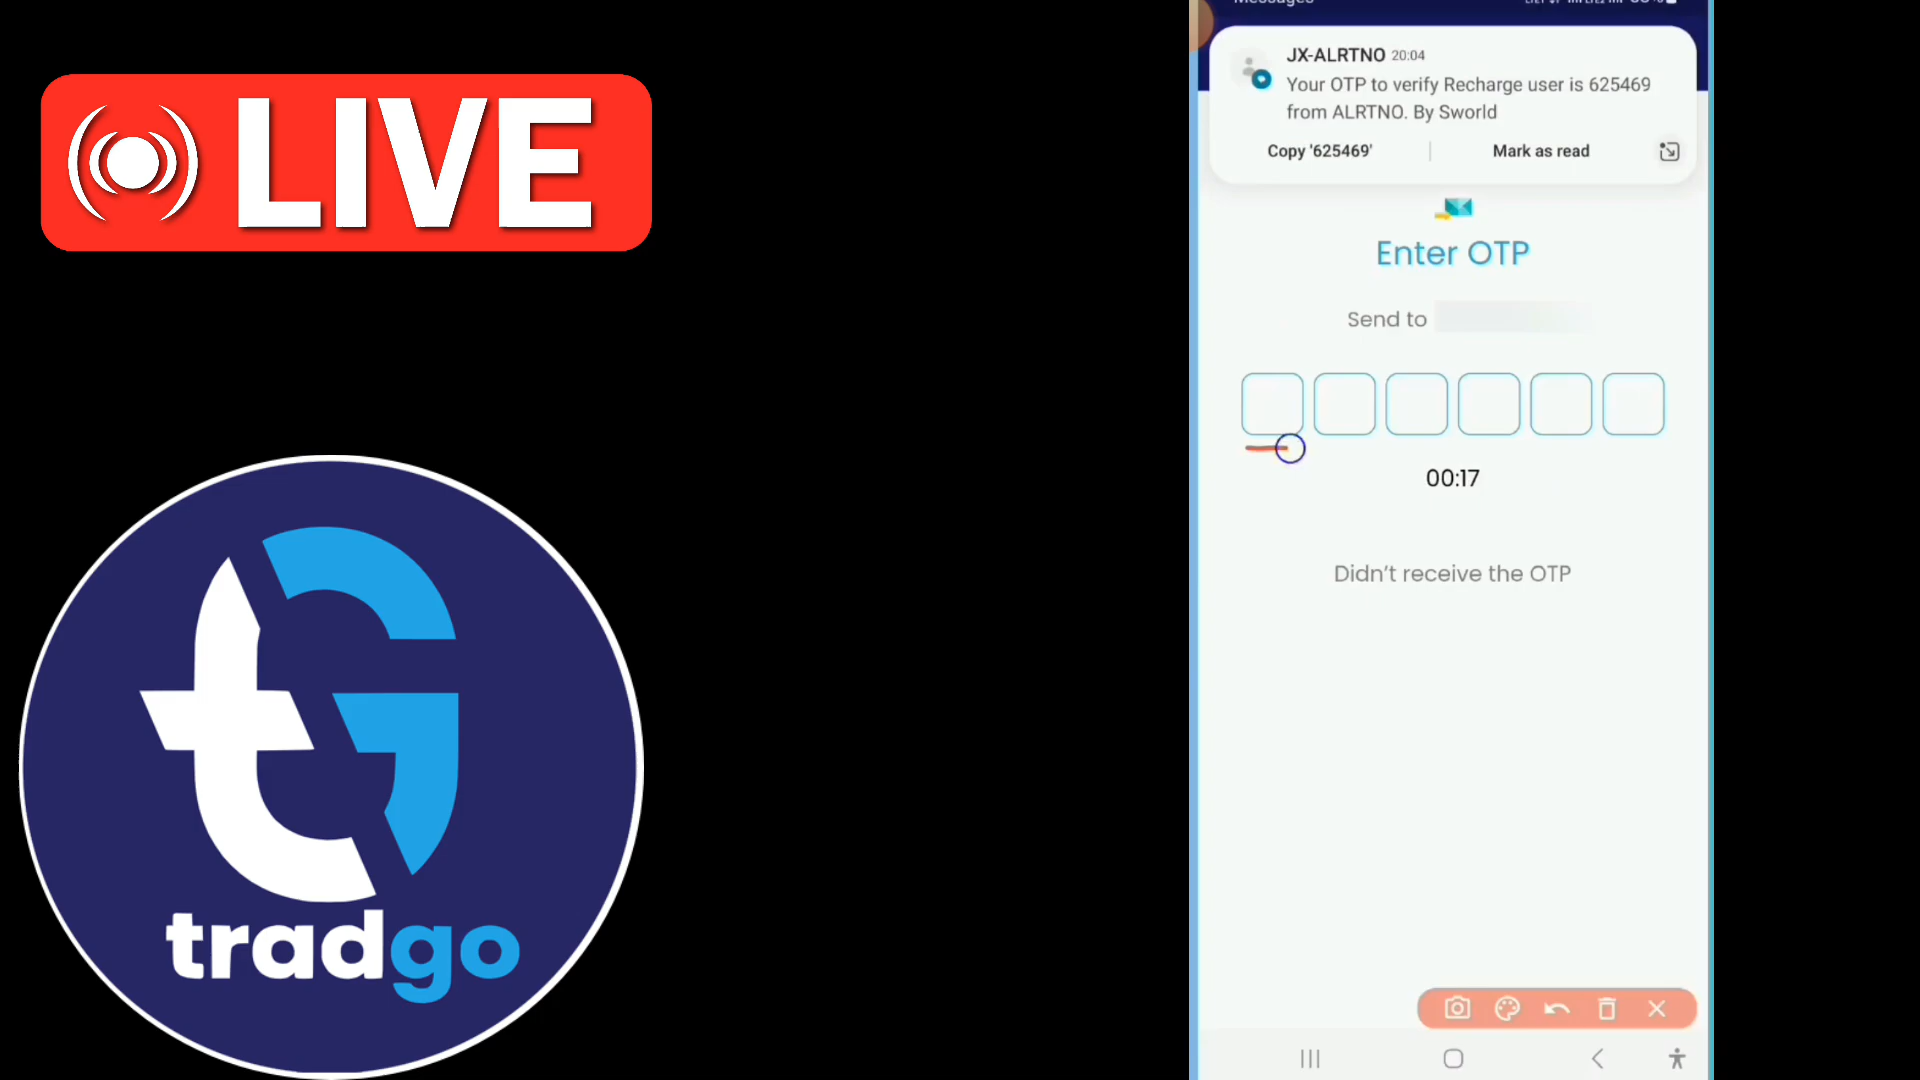 LIVE
tradgo
JX-ALRTNO 20:04
Your OTP to verify Recharge user is 625469
from ALRTNO. By Sworld
Copy '625469'
Mark as read
Enter OTP
Send to
00:17
Didn't receive the OTP